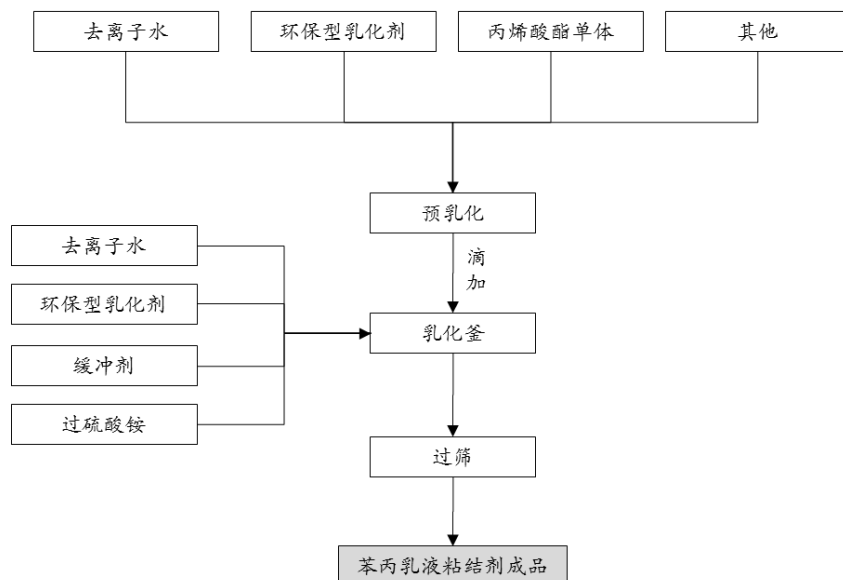 去离子水
环保型乳化剂
丙烯酸酯单体
其他
预乳化
滴
加
去离子水
环保型乳化剂
缓冲剂
过硫酸铵
乳化釜
过筛
苯丙乳液粘结剂成品